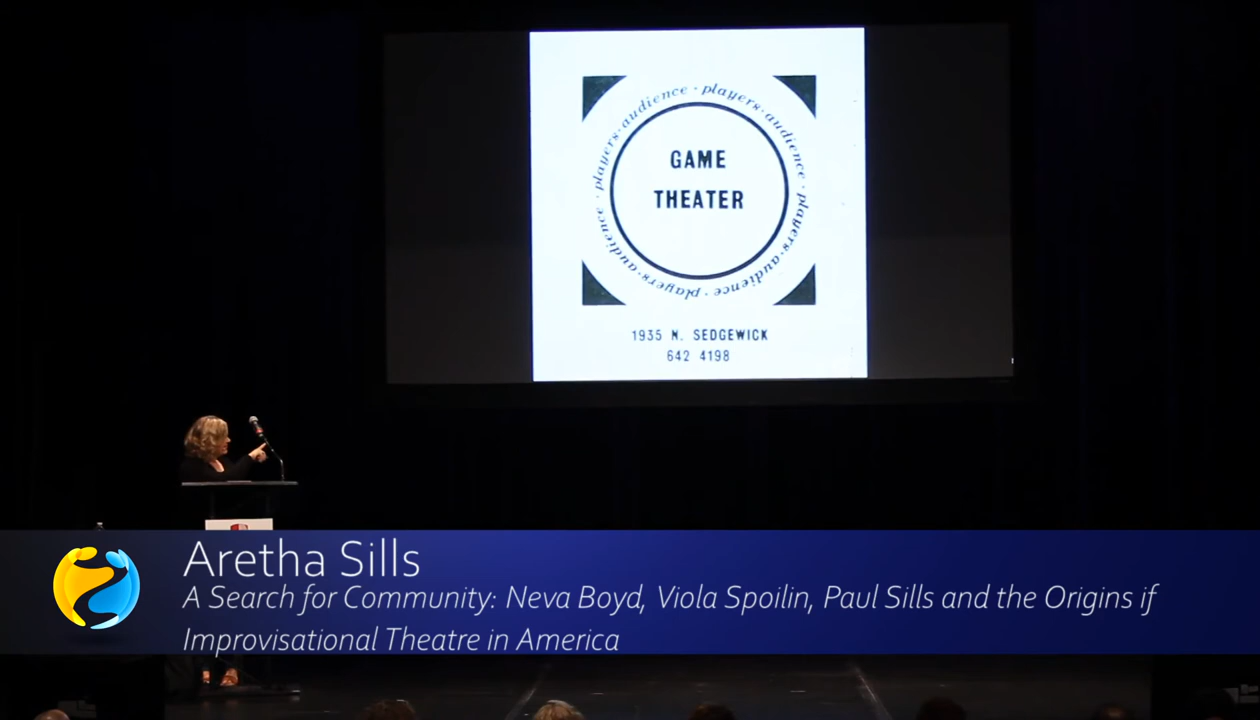 players · audience · players · audience · players · audience · players · audience ·
GAME
THEATER
1935 N. SEDGEWICK
642 4198
Aretha Sills
A Search for Community: Neva Boyd, Viola Spoilin, Paul Sills and the Origins if
Improvisational Theatre in America